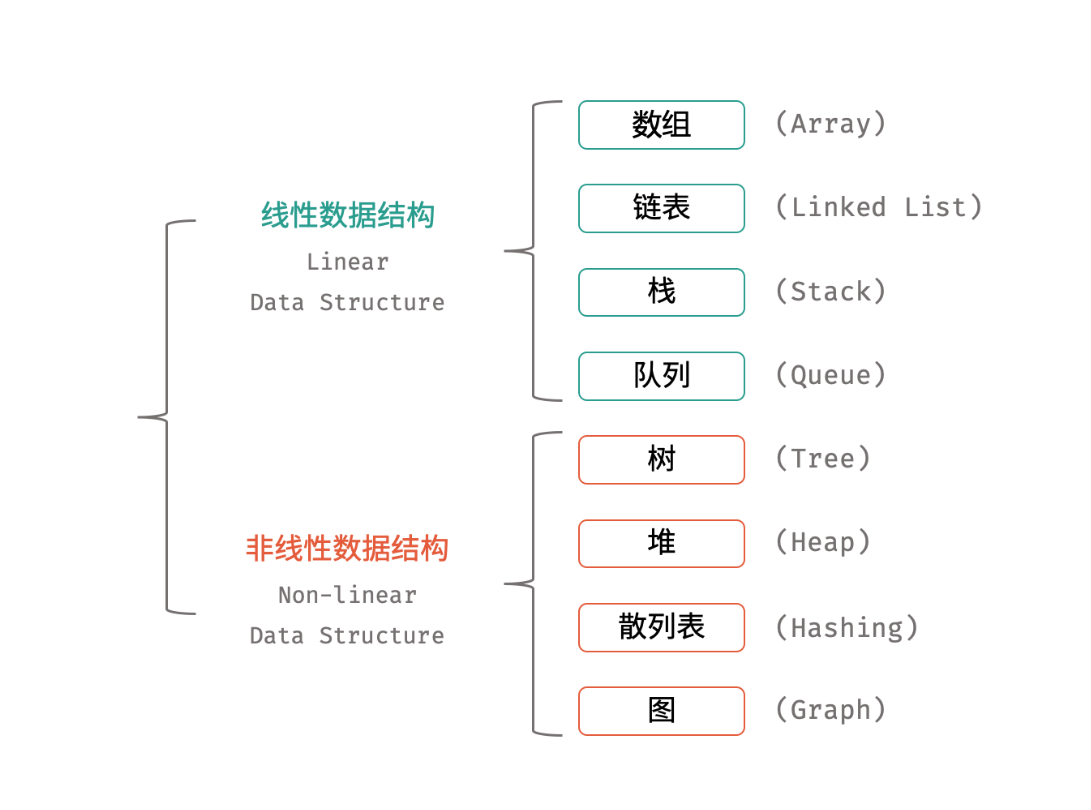 线性数据结构
Linear
Data Structure
数组 (Array)
链表 (Linked List)
栈 (Stack)
队列 (Queue)
非线性数据结构
Non-linear
Data Structure
树 (Tree)
堆 (Heap)
散列表 (Hashing)
图 (Graph)